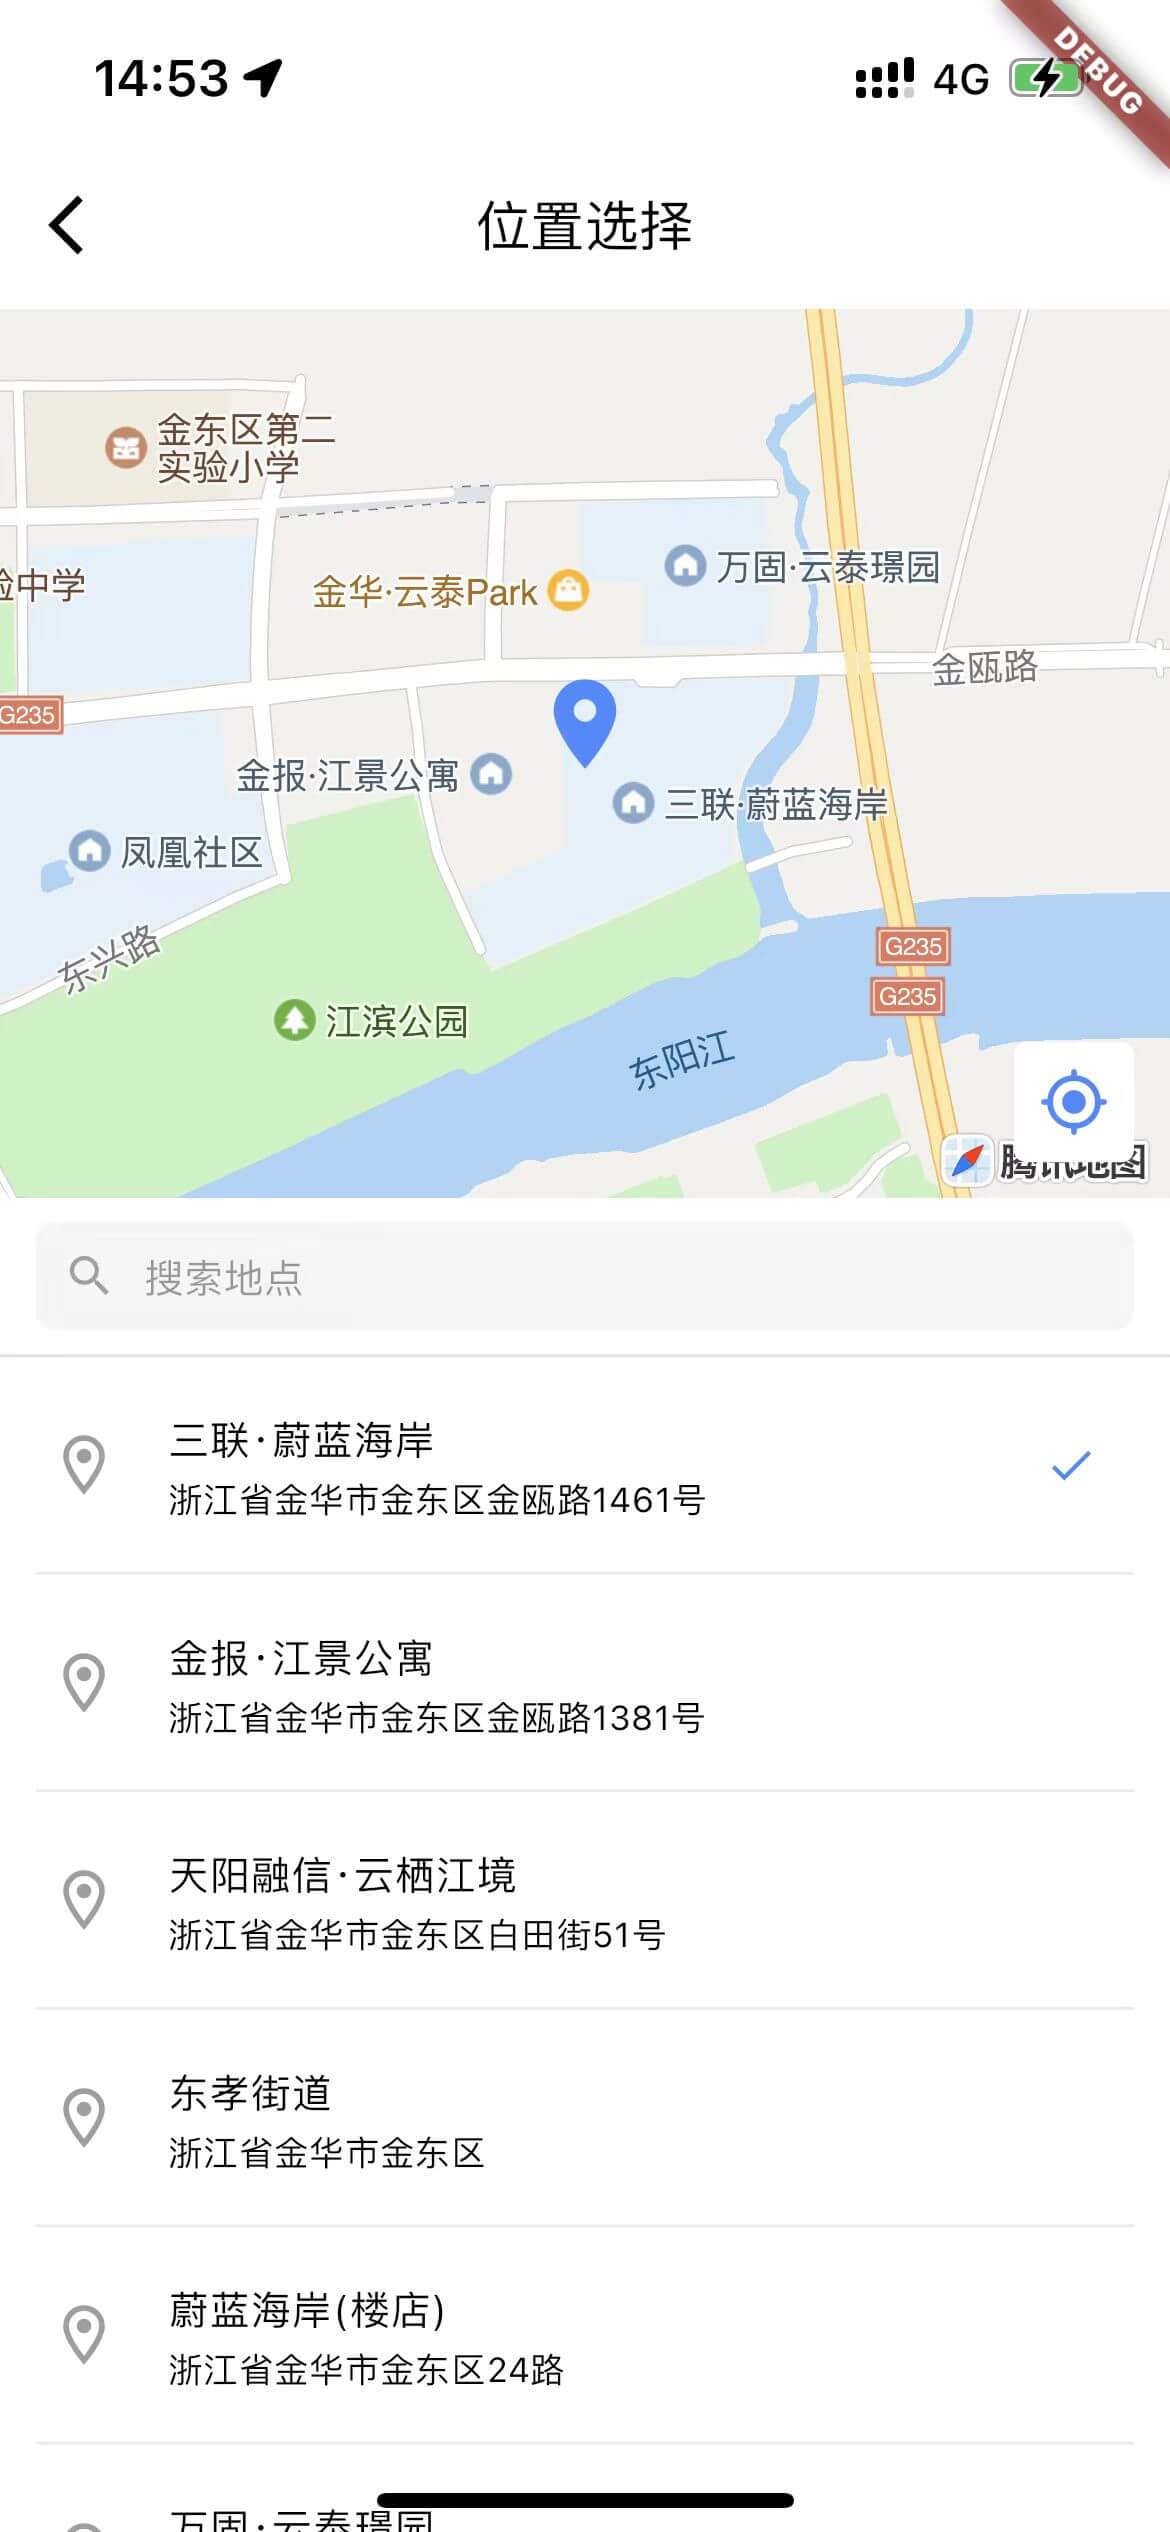 14:53
4G
DEBUG
位置选择
金东区第二
实验小学
验中学
金华·云泰Park
万固·云泰璟园
金瓯路
G235
金报·江景公寓
三联·蔚蓝海岸
凤凰社区
东兴路
G235
G235
江滨公园
东阳江
腾讯地图
搜索地点
三联·蔚蓝海岸
浙江省金华市金东区金瓯路1461号
金报·江景公寓
浙江省金华市金东区金瓯路1381号
天阳融信·云栖江境
浙江省金华市金东区白田街51号
东孝街道
浙江省金华市金东区
蔚蓝海岸(楼店)
浙江省金华市金东区24路
万固·云泰璟园